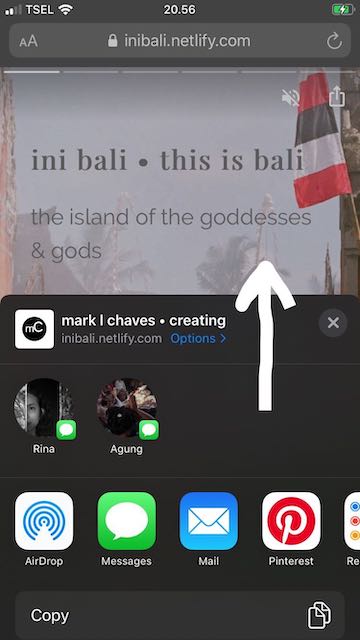 TSEL
20.56
AA
inibali.netlify.com
ini bali • this is bali
the island of the goddesses
& gods
mC
mark l chaves • creating
inibali.netlify.com Options >
Rina
Agung
AirDrop
Messages
Mail
Pinterest
Re
Copy